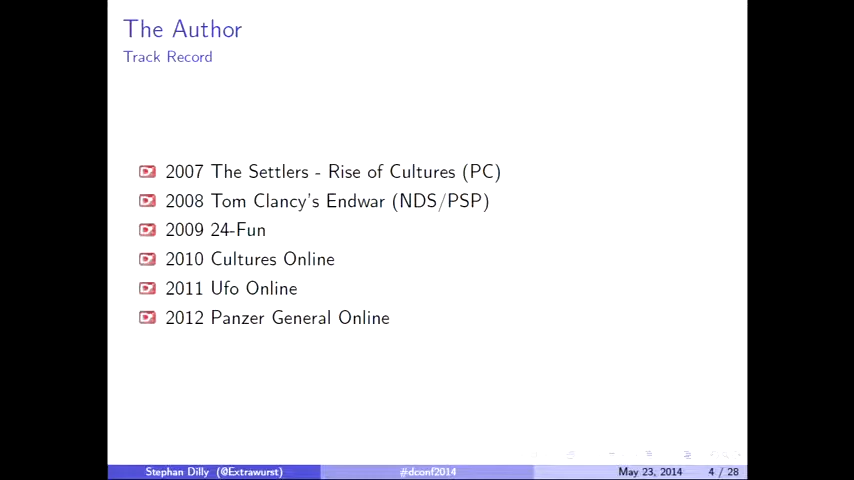 The Author
Track Record
2007 The Settlers - Rise of Cultures (PC)
2008 Tom Clancy's Endwar (NDS/PSP)
2009 24-Fun
2010 Cultures Online
2011 Ufo Online
2012 Panzer General Online
Stephan Dilly (@Extrawurst) #dconf2014 May 23, 2014 4 / 28